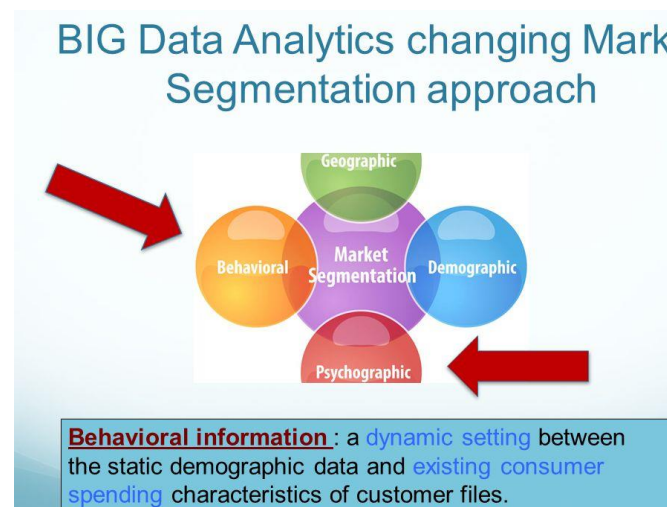 BIG Data Analytics changing Mark
Segmentation approach
Geographic
Behavioral
Market
Segmentation
Demographic
Psychographic
Behavioral information : a dynamic setting between
the static demographic data and existing consumer
spending characteristics of customer files.